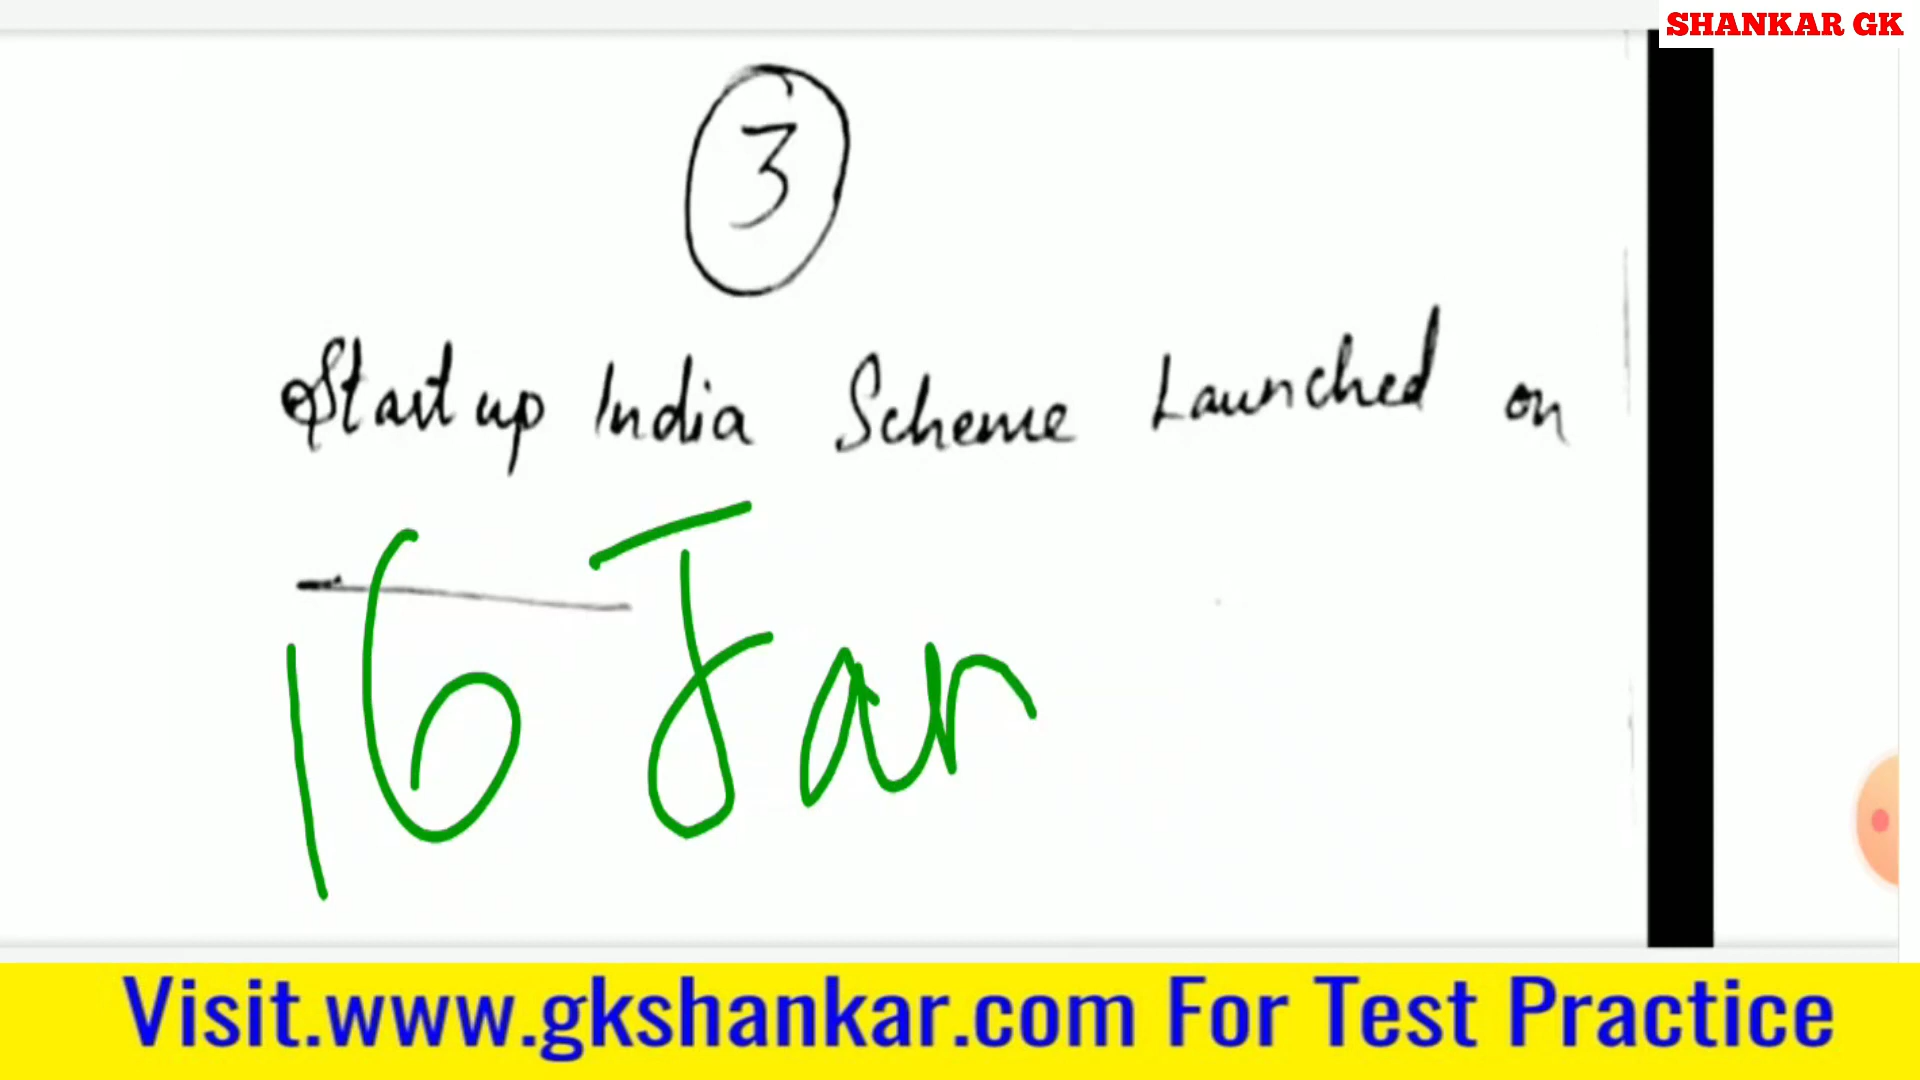 SHANKAR GK
3
Start up India Scheme Launched on
16 Jan
Visit.www.gkshankar.com For Test Practice